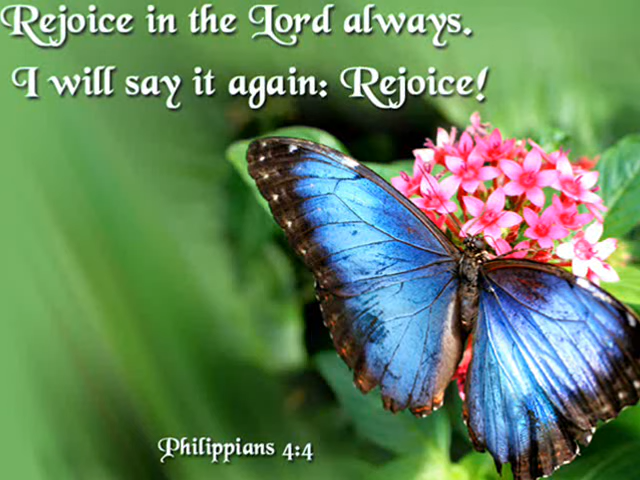 Rejoice in the Lord always.
I will say it again: Rejoice!
Philippians 4:4